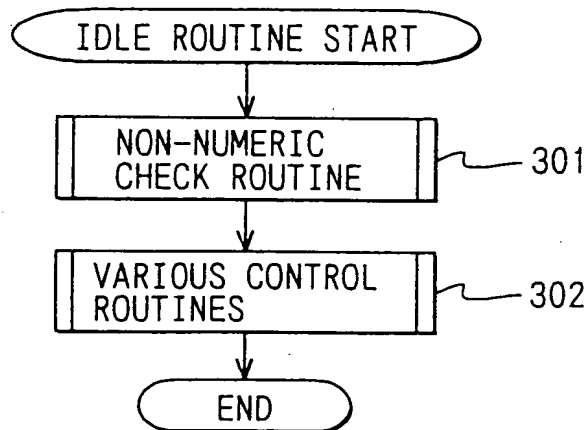 IDLE ROUTINE START
NON-NUMERIC
CHECK ROUTINE
301
VARIOUS CONTROL
ROUTINES
302
END